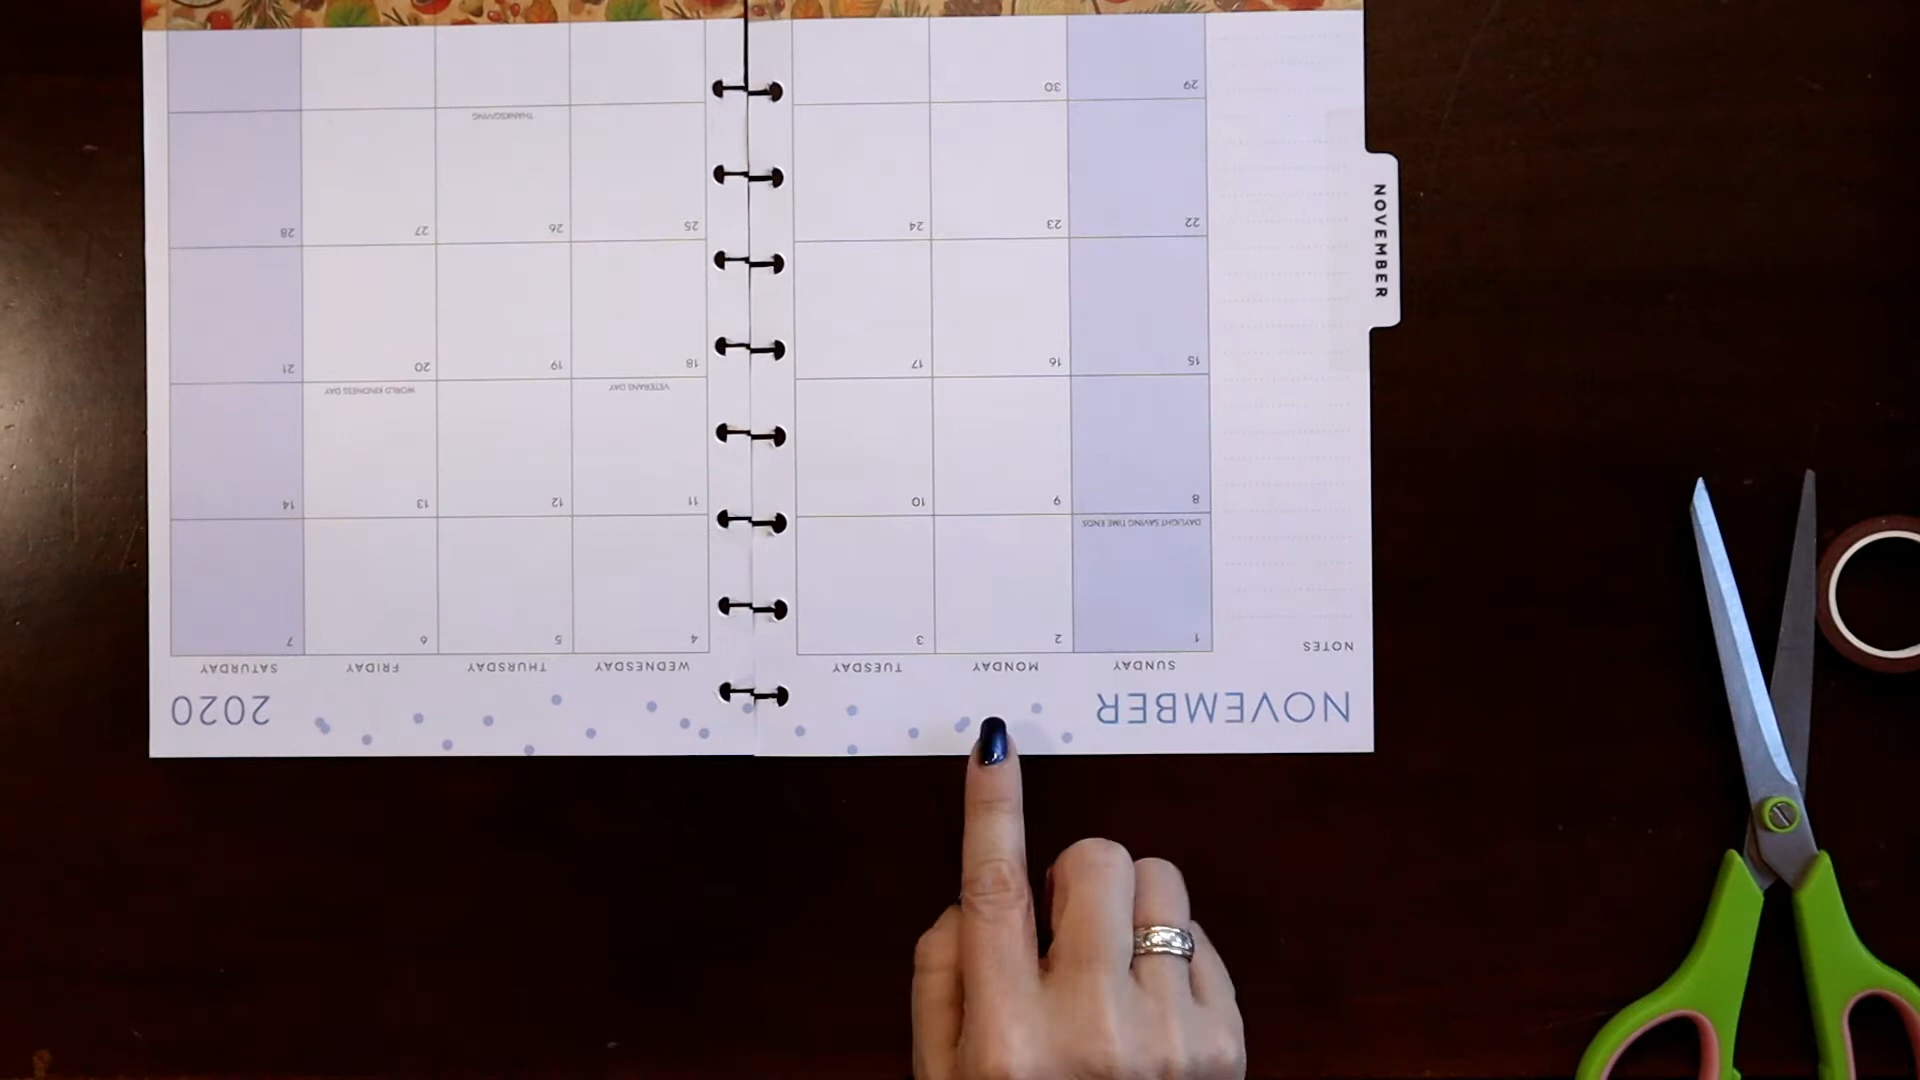 NOVEMBER 2020
NOTES SUNDAY MONDAY TUESDAY WEDNESDAY THURSDAY FRIDAY SATURDAY
1 2 3 4 5 6 7
DAYLIGHT SAVING TIME ENDS
8 9 10 11 12 13 14
VETERANS DAY WORLD KINDNESS DAY
15 16 17 18 19 20 21
22 23 24 25 26 27 28
THANKSGIVING
29 30
NOVEMBER